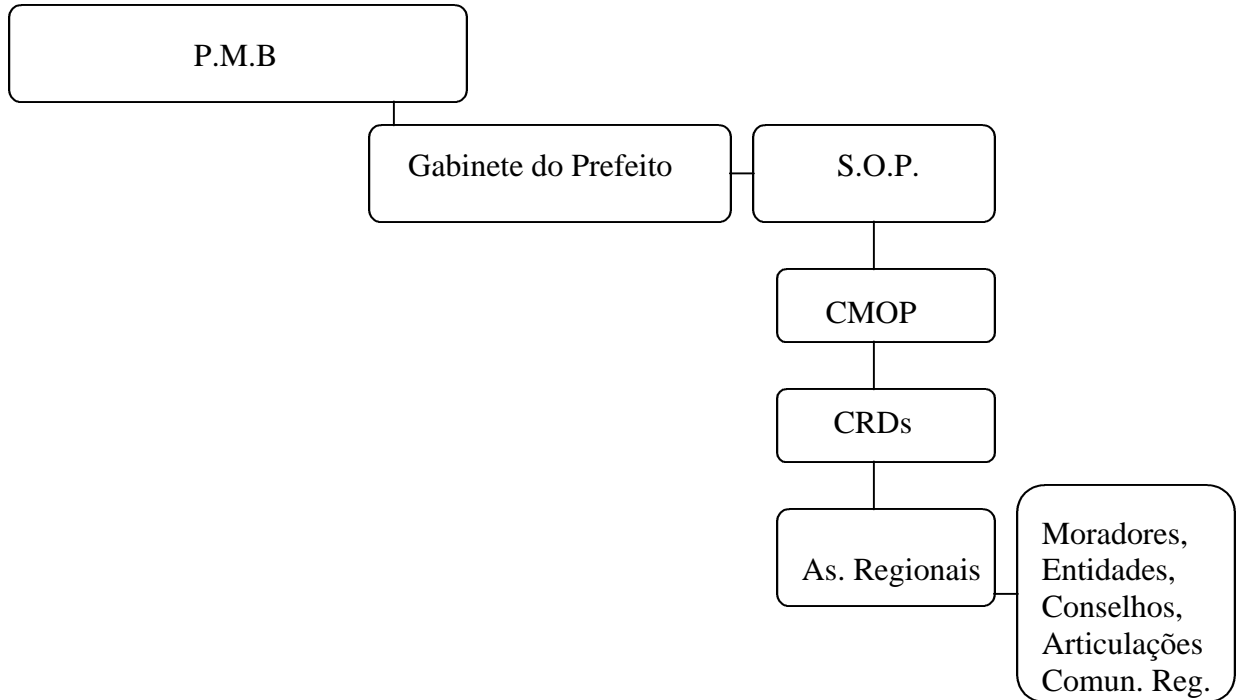 P.M.B
Gabinete do Prefeito
S.O.P.
CMOP
CRDs
As. Regionais
Moradores,
Entidades,
Conselhos,
Articulações
Comun. Reg.